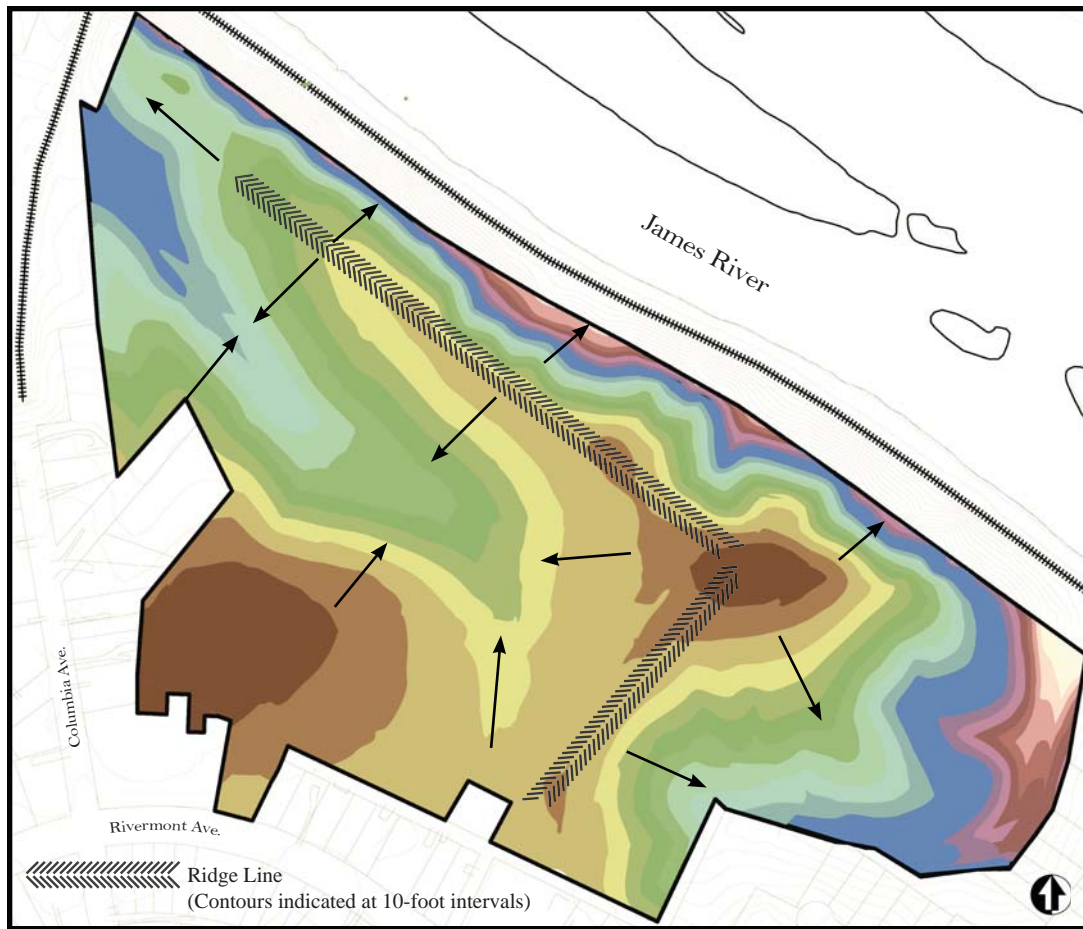 James River
Columbia Ave.
Rivermont Ave.
Ridge Line
(Contours indicated at 10-foot intervals)